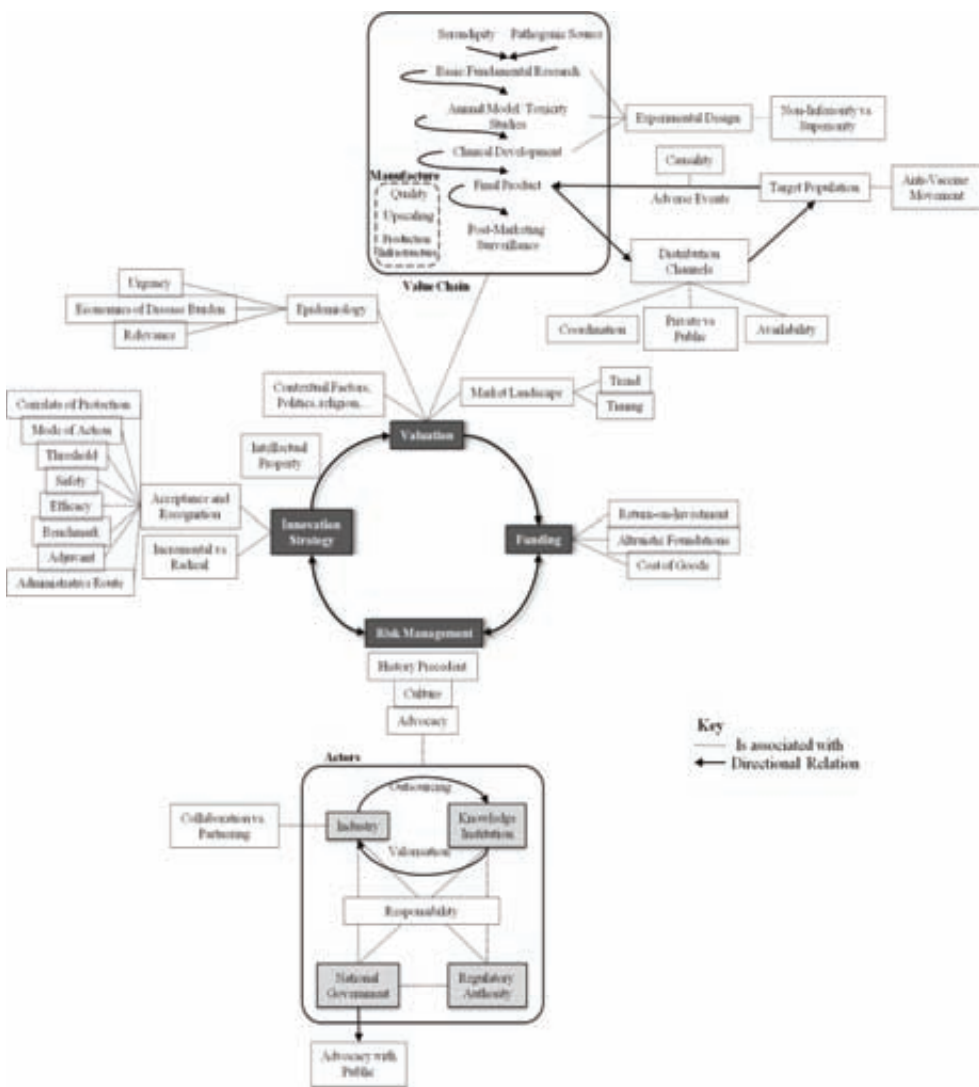 Serendipity
Pathogenic Source
Basic Fundamental Research
Animal Model: Toxicity
Studies
Clinical Development
Manufacture
Quality
Upscaling
Production
Infrastructure
Final Product
Post-Marketing
Surveillance
Value Chain
Experimental Design
Non-Inferiority vs
Superiority
Causality
Adverse Events
Target Population
Anti-Vaccine
Movement
Distribution
Channels
Coordination
Private vs
Public
Availability
Urgency
Economics of Disease Burden
Relevance
Epidemiology
Contextual Factors,
Politics, religion...
Market Landscape
Trend
Timing
Valuation
Correlate of Protection
Mode of Action
Threshold
Safety
Efficacy
Benchmark
Adjuvant
Administrative Route
Acceptance and
Recognition
Intellectual
Property
Incremental vs
Radical
Innovation
Strategy
Funding
Return-on-Investment
Altruistic Foundations
Cost of Goods
Risk Management
History Precedent
Culture
Advocacy
Key
Is associated with
Directional Relation
Actors
Outsourcing
Industry
Knowledge
Institution
Valorisation
Collaboration vs.
Partnering
Responsibility
National
Government
Regulatory
Authority
Advocacy with
Public